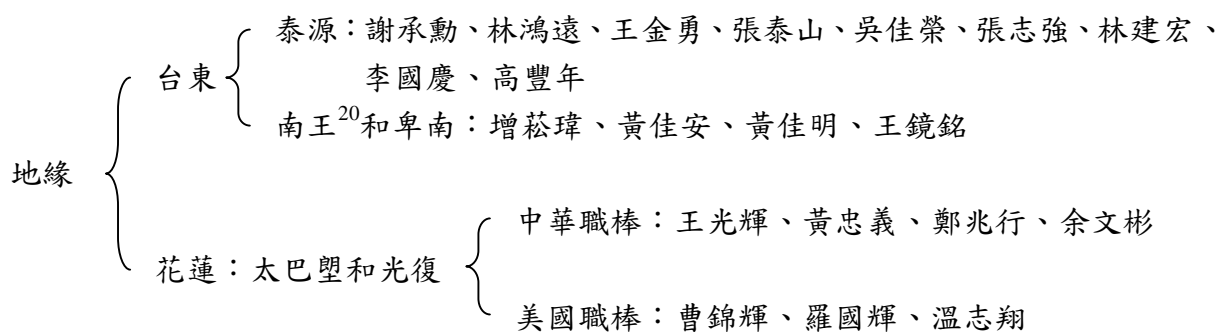 泰源：謝承勳、林鴻遠、王金勇、張泰山、吳佳榮、張志強、林建宏、
李國慶、高豐年
台東
南王20和卑南：增菘瑋、黃佳安、黃佳明、王鏡銘
地緣
中華職棒：王光輝、黃忠義、鄭兆行、余文彬
花蓮：太巴塱和光復
美國職棒：曹錦輝、羅國輝、溫志翔